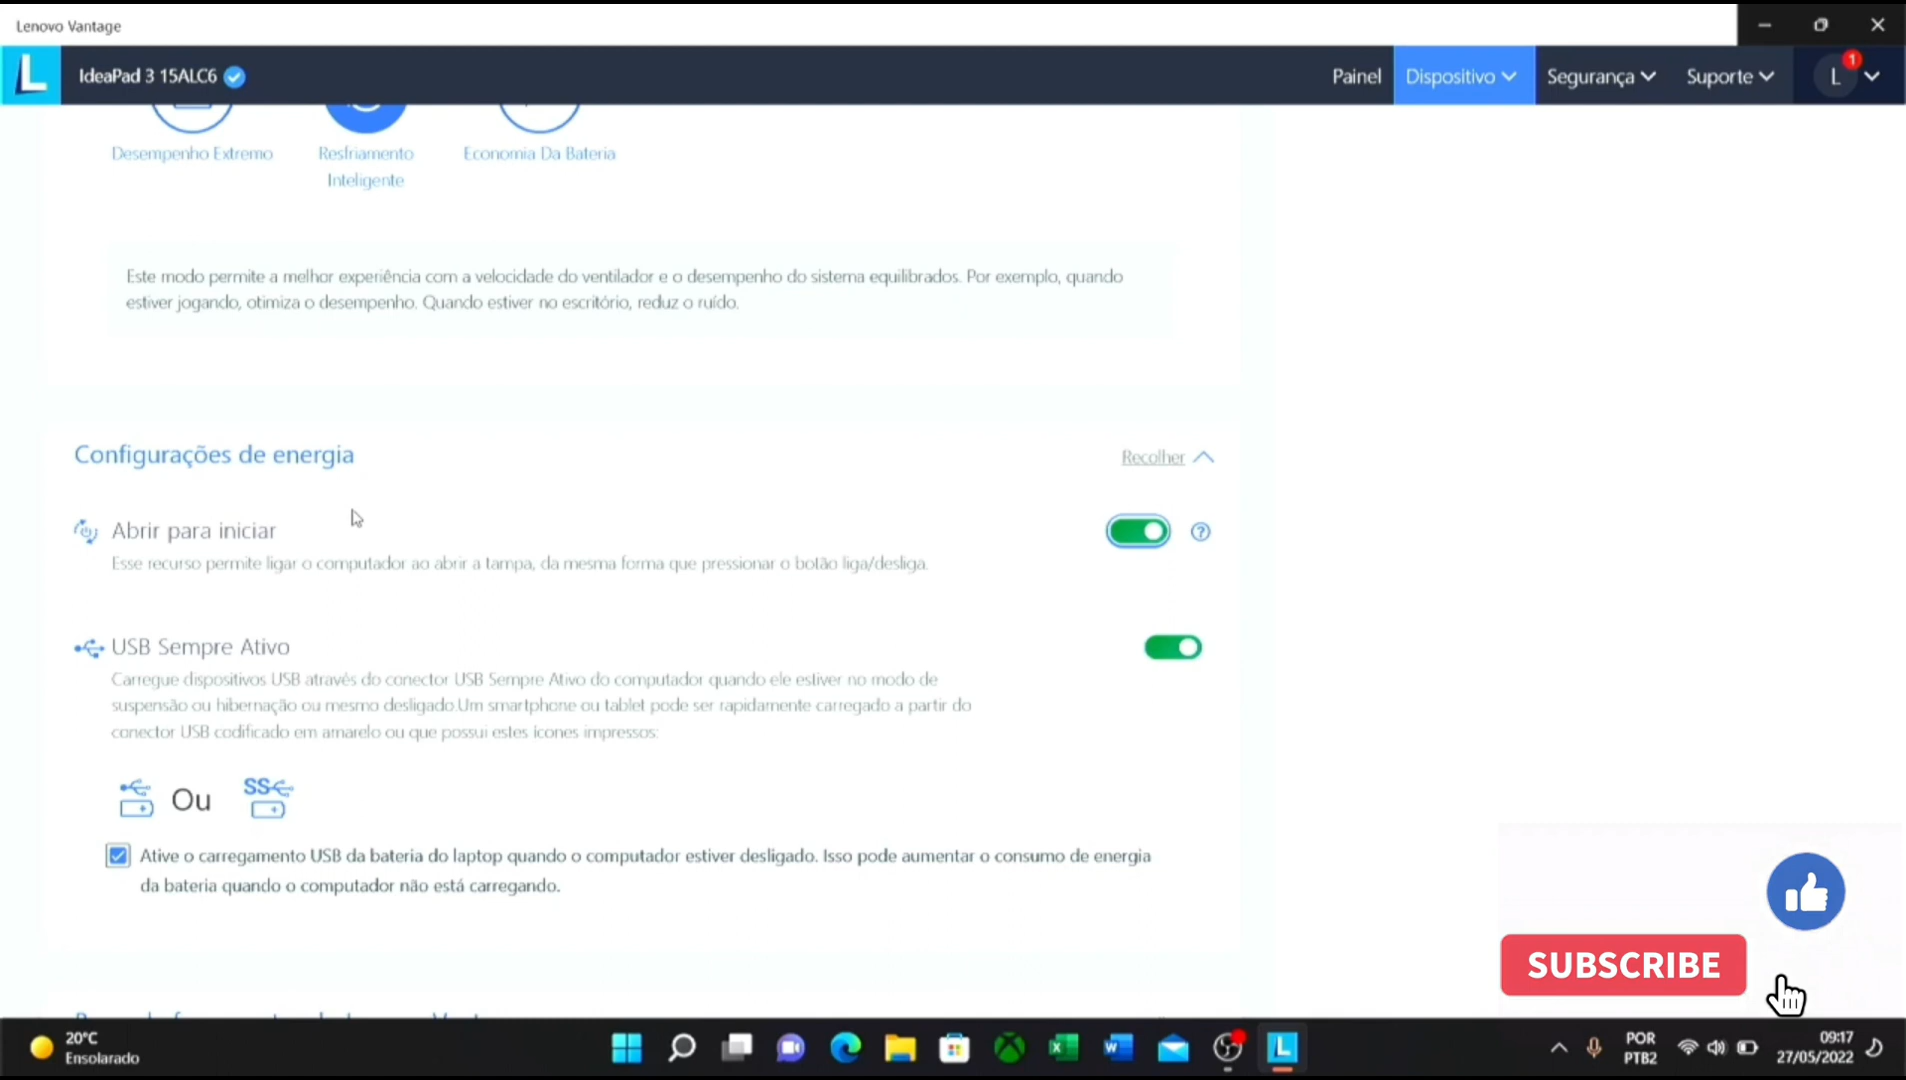 Lenovo Vantage
L IdeaPad 3 15ALC6 Painel Dispositivo Segurança Suporte L 1
Desempenho Extremo Resfriamento Economia Da Bateria
Inteligente
Este modo permite a melhor experiência com a velocidade do ventilador e o desempenho do sistema equilibrados. Por exemplo, quando
estiver jogando, otimiza o desempenho. Quando estiver no escritório, reduz o ruído.
Configurações de energia Recolher
Abrir para iniciar ?
Esse recurso permite ligar o computador ao abrir a tampa, da mesma forma que pressionar o botão liga/desliga.
USB Sempre Ativo
Carregue dispositivos USB através do conector USB Sempre Ativo do computador quando ele estiver no modo de
suspensão ou hibernação ou mesmo desligado.Um smartphone ou tablet pode ser rapidamente carregado a partir do
conector USB codificado em amarelo ou que possui estes ícones impressos:
Ou SS
Ative o carregamento USB da bateria do laptop quando o computador estiver desligado. Isso pode aumentar o consumo de energia
da bateria quando o computador não está carregando.
SUBSCRIBE
20°C
Ensolarado
POR
PTB2
09:17
27/05/2022